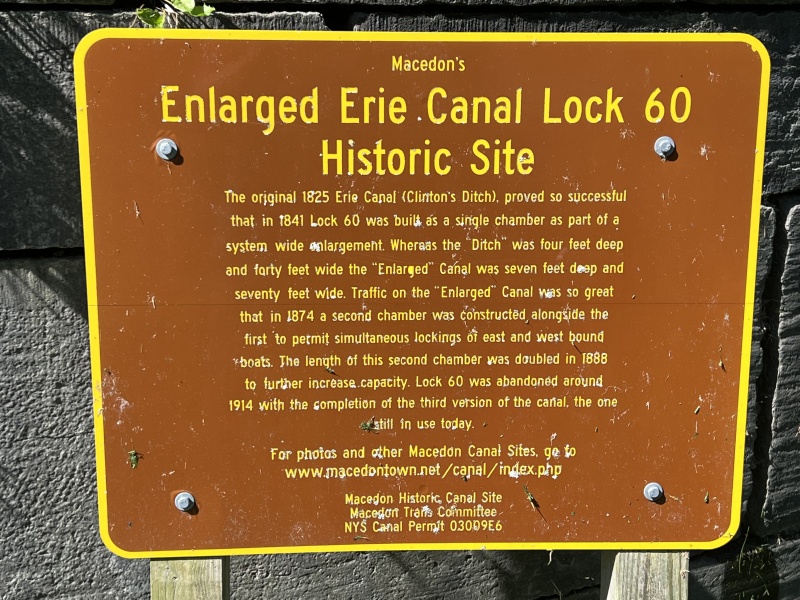 Macedon's
Enlarged Erie Canal Lock 60
Historic Site
The original 1825 Erie Canal (Clinton's Ditch), proved so successful
that in 1841 Lock 60 was built as a single chamber as part of a
system wide enlargement. Whereas the "Ditch" was four feet deep
and forty feet wide the "Enlarged" Canal was seven feet deep and
seventy feet wide. Traffic on the "Enlarged" Canal was so great
that in 1874 a second chamber was constructed alongside the
first to permit simultaneous lockings of east and west bound
boats. The length of this second chamber was doubled in 1888
to further increase capacity. Lock 60 was abandoned around
1914 with the completion of the third version of the canal, the one
still in use today.
For photos and other Macedon Canal Sites, go to
www.macedontown.net/canal/index.php
Macedon Historic Canal Site
Macedon Trails Committee
NYS Canal Permit 03009E6